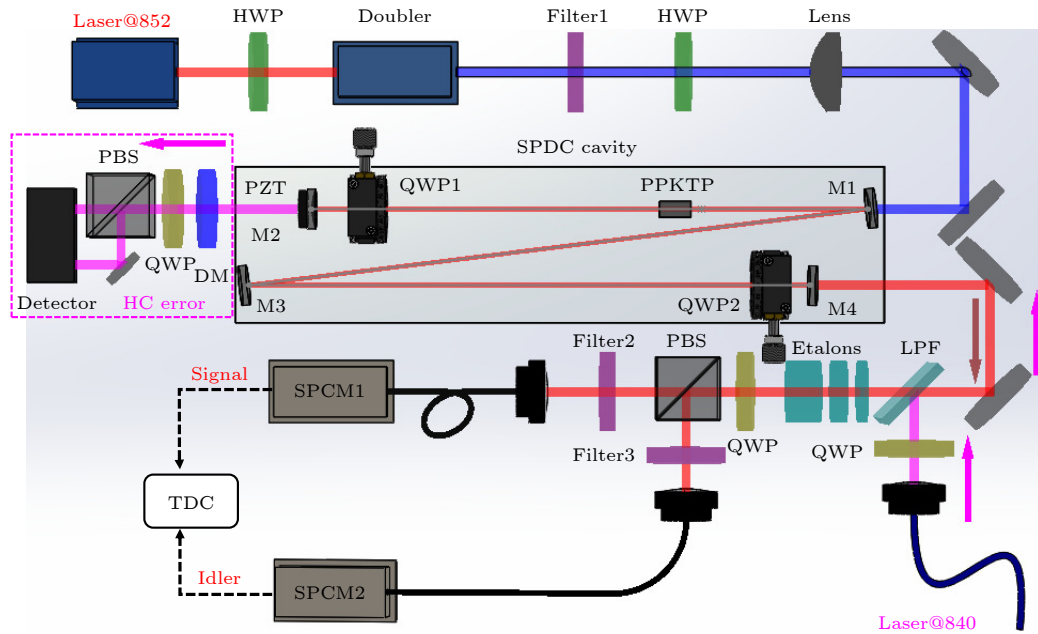 Laser@852
HWP
Doubler
Filter1
HWP
Lens
SPDC cavity
PBS
PZT
QWP1
PPKTP
M1
M2
QWP
DM
Detector
HC error
M3
QWP2
M4
Filter2
PBS
Etalons
LPF
Signal
SPCM1
QWP
QWP
Filter3
TDC
Idler
SPCM2
Laser@840